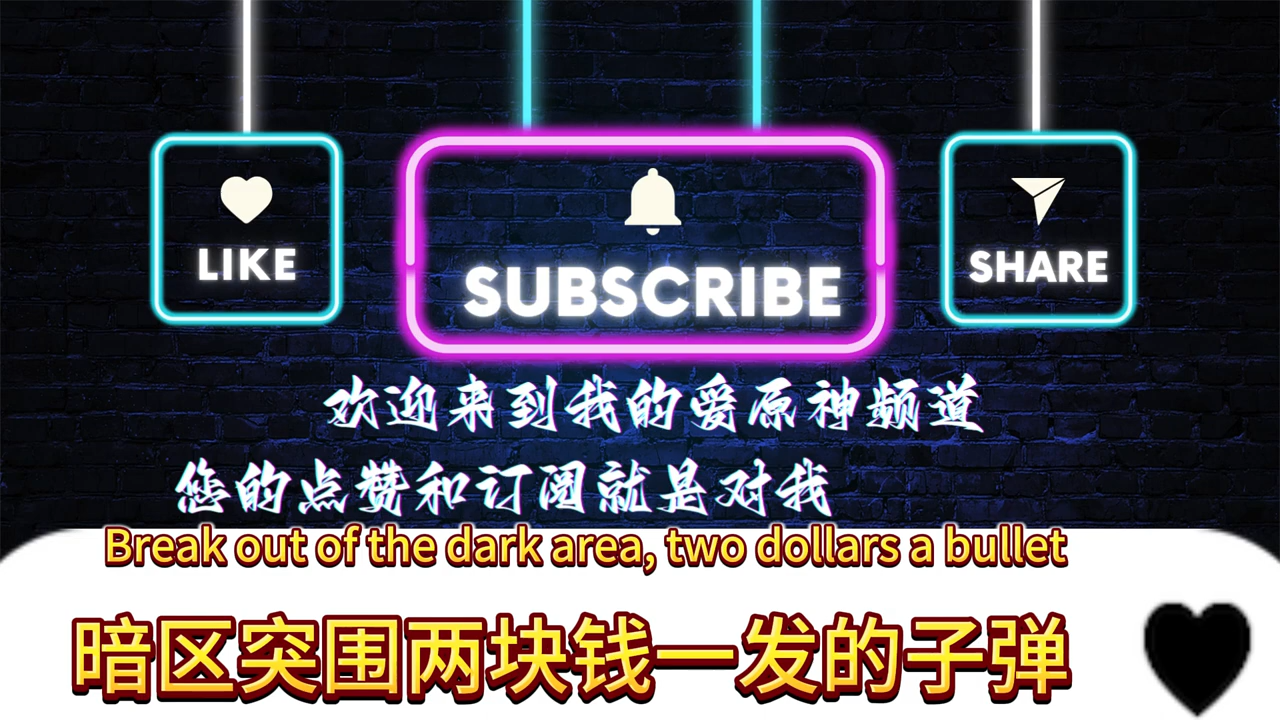 LIKE
SUBSCRIBE
SHARE
欢迎来到我的爱原神频道
您的点赞和订阅就是对我
Break out of the dark area, two dollars a bullet
暗区突围两块钱一发的子弹